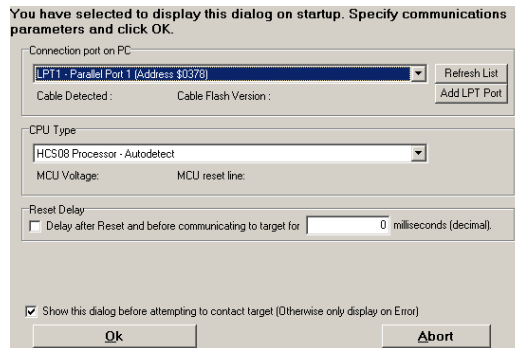 You have selected to display this dialog on startup. Specify communications
parameters and click OK.
Connection port on PC
LPT1 - Parallel Port 1 (Address $0378)
Refresh List
Cable Detected :
Cable Flash Version :
Add LPT Port
CPU Type
HCS08 Processor - Autodetect
MCU Voltage:
MCU reset line:
Reset Delay
Delay after Reset and before communicating to target for
0
milliseconds (decimal).
Show this dialog before attempting to contact target (Otherwise only display on Error)
Ok
Abort